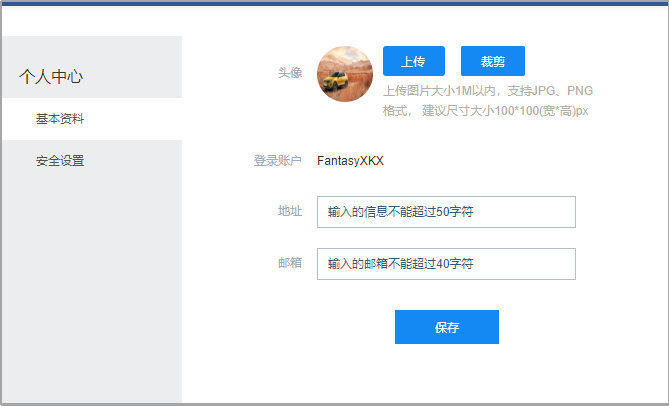 个人中心
基本资料
安全设置
头像
上传
裁剪
上传图片大小1M以内，支持JPG、PNG
格式， 建议尺寸大小100*100(宽*高)px
登录账户 FantasyXKX
地址 输入的信息不能超过50字符
邮箱 输入的邮箱不能超过40字符
保存